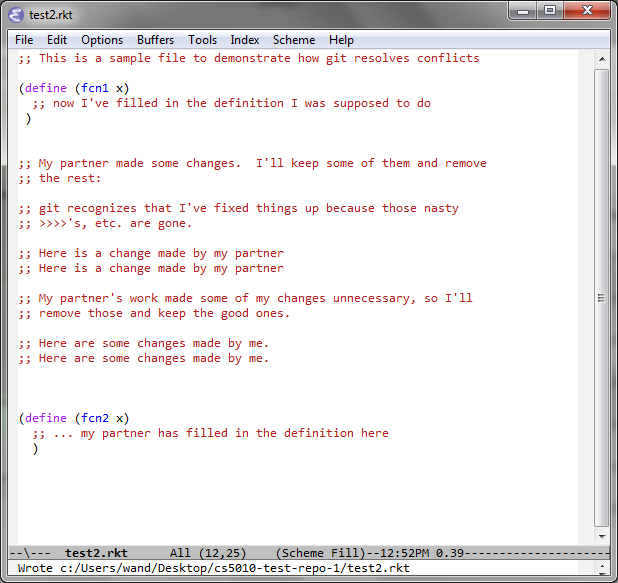 test2.rkt
File Edit Options Buffers Tools Index Scheme Help
;; This is a sample file to demonstrate how git resolves conflicts
(define (fcn1 x)
  ;; now I've filled in the definition I was supposed to do
 )
;; My partner made some changes.  I'll keep some of them and remove
;; the rest:
;; git recognizes that I've fixed things up because those nasty
;; >>>>'s, etc. are gone.
;; Here is a change made by my partner
;; Here is a change made by my partner
;; My partner's work made some of my changes unnecessary, so I'll
;; remove those and keep the good ones.
;; Here are some changes made by me.
;; Here are some changes made by me.
(define (fcn2 x)
  ;; ... my partner has filled in the definition here
  )
--\---  test2.rkt      All (12,25)    (Scheme Fill)--12:52PM 0.39---------------------
Wrote c:/Users/wand/Desktop/cs5010-test-repo-1/test2.rkt